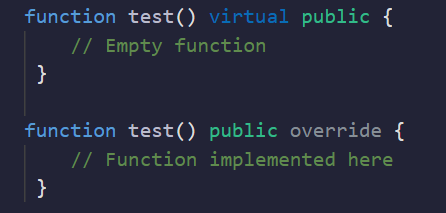 function test() virtual public {
// Empty function
}
function test() public override {
// Function implemented here
}